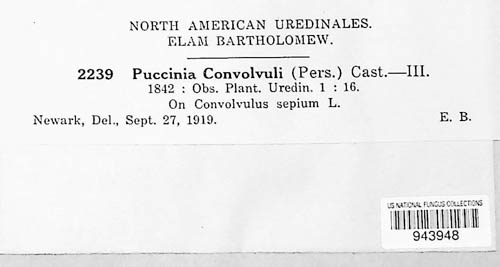 NORTH AMERICAN UREDINALES.
ELAM BARTHOLOMEW.
2239 Puccinia Convolvuli (Pers.) Cast.—III.
1842 : Obs. Plant. Uredin. 1 : 16.
On Convolvulus sepium L.
Newark, Del., Sept. 27, 1919. E. B.
US NATIONAL FUNGUS COLLECTIONS
943948